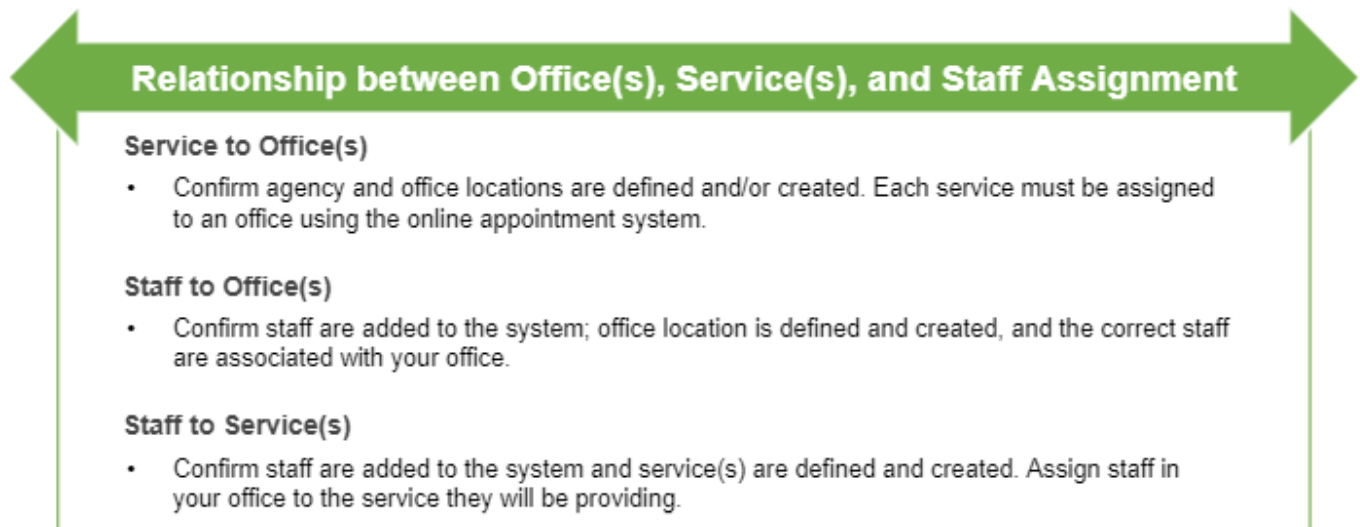 Relationship between Office(s), Service(s), and Staff Assignment
Service to Office(s)
• Confirm agency and office locations are defined and/or created. Each service must be assigned
to an office using the online appointment system.
Staff to Office(s)
• Confirm staff are added to the system; office location is defined and created, and the correct staff
are associated with your office.
Staff to Service(s)
• Confirm staff are added to the system and service(s) are defined and created. Assign staff in
your office to the service they will be providing.